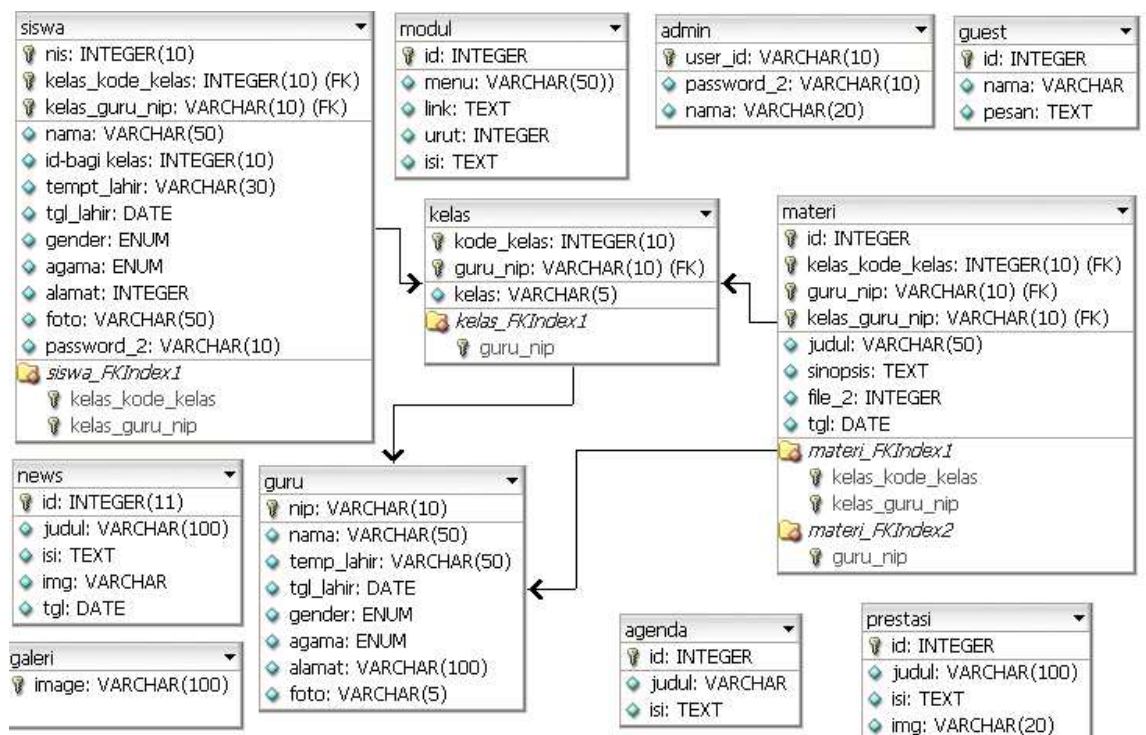 siswa
nis: INTEGER(10)
kelas_kode_kelas: INTEGER(10) (FK)
kelas_guru_nip: VARCHAR(10) (FK)
nama: VARCHAR(50)
id-bagi kelas: INTEGER(10)
tempt_lahir: VARCHAR(30)
tgl_lahir: DATE
gender: ENUM
agama: ENUM
alamat: INTEGER
foto: VARCHAR(50)
password_2: VARCHAR(10)
siswa_FKIndex1
kelas_kode_kelas
kelas_guru_nip
modul
id: INTEGER
menu: VARCHAR(50))
link: TEXT
urut: INTEGER
isi: TEXT
admin
user_id: VARCHAR(10)
password_2: VARCHAR(10)
nama: VARCHAR(20)
guest
id: INTEGER
nama: VARCHAR
pesan: TEXT
kelas
kode_kelas: INTEGER(10)
guru_nip: VARCHAR(10) (FK)
kelas: VARCHAR(5)
kelas_FKIndex1
guru_nip
materi
id: INTEGER
kelas_kode_kelas: INTEGER(10) (FK)
guru_nip: VARCHAR(10) (FK)
kelas_guru_nip: VARCHAR(10) (FK)
judul: VARCHAR(50)
sinopsis: TEXT
file_2: INTEGER
tgl: DATE
materi_FKIndex1
kelas_kode_kelas
kelas_guru_nip
materi_FKIndex2
guru_nip
news
id: INTEGER(11)
judul: VARCHAR(100)
isi: TEXT
img: VARCHAR
tgl: DATE
guru
nip: VARCHAR(10)
nama: VARCHAR(50)
temp_lahir: VARCHAR(50)
tgl_lahir: DATE
gender: ENUM
agama: ENUM
alamat: VARCHAR(100)
foto: VARCHAR(5)
galeri
image: VARCHAR(100)
agenda
id: INTEGER
judul: VARCHAR
isi: TEXT
prestasi
id: INTEGER
judul: VARCHAR(100)
isi: TEXT
img: VARCHAR(20)